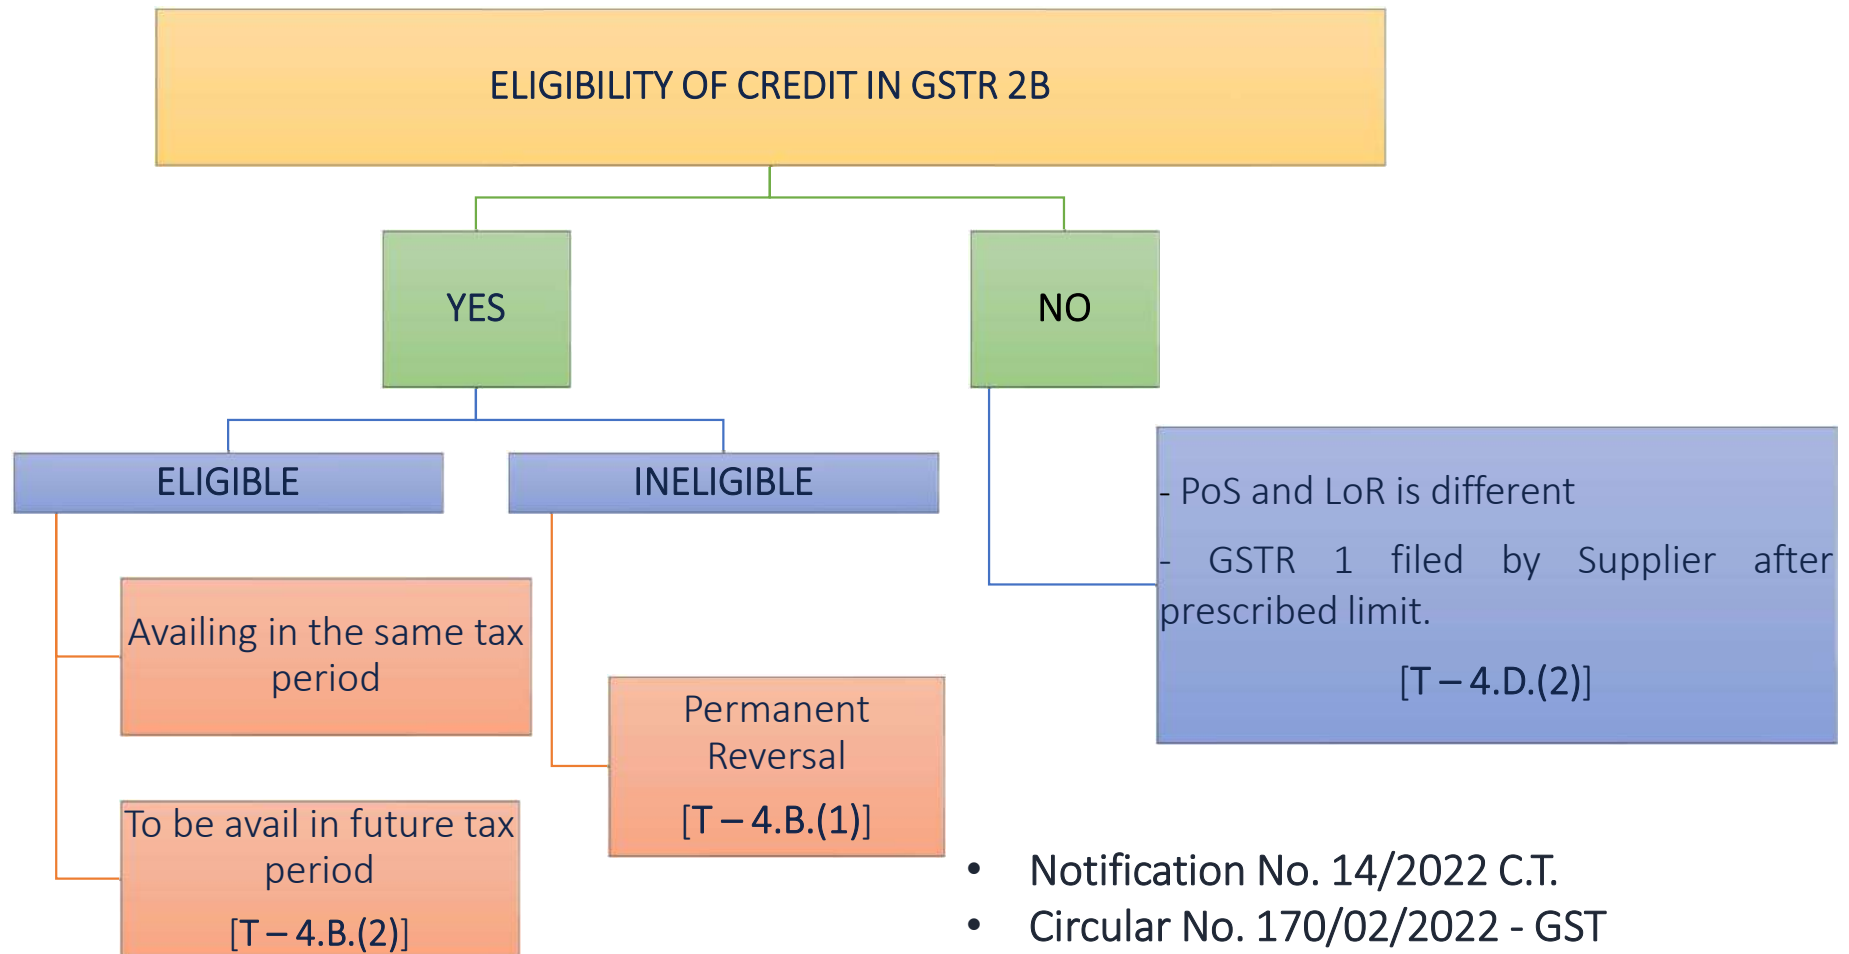 ELIGIBILITY OF CREDIT IN GSTR 2B
YES
NO
ELIGIBLE
INELIGIBLE
Availing in the same tax
period
To be avail in future tax
period
[T – 4.B.(2)]
Permanent
Reversal
[T – 4.B.(1)]
- PoS and LoR is different
- GSTR 1 filed by Supplier after
prescribed limit.
[T – 4.D.(2)]
• Notification No. 14/2022 C.T.
• Circular No. 170/02/2022 - GST